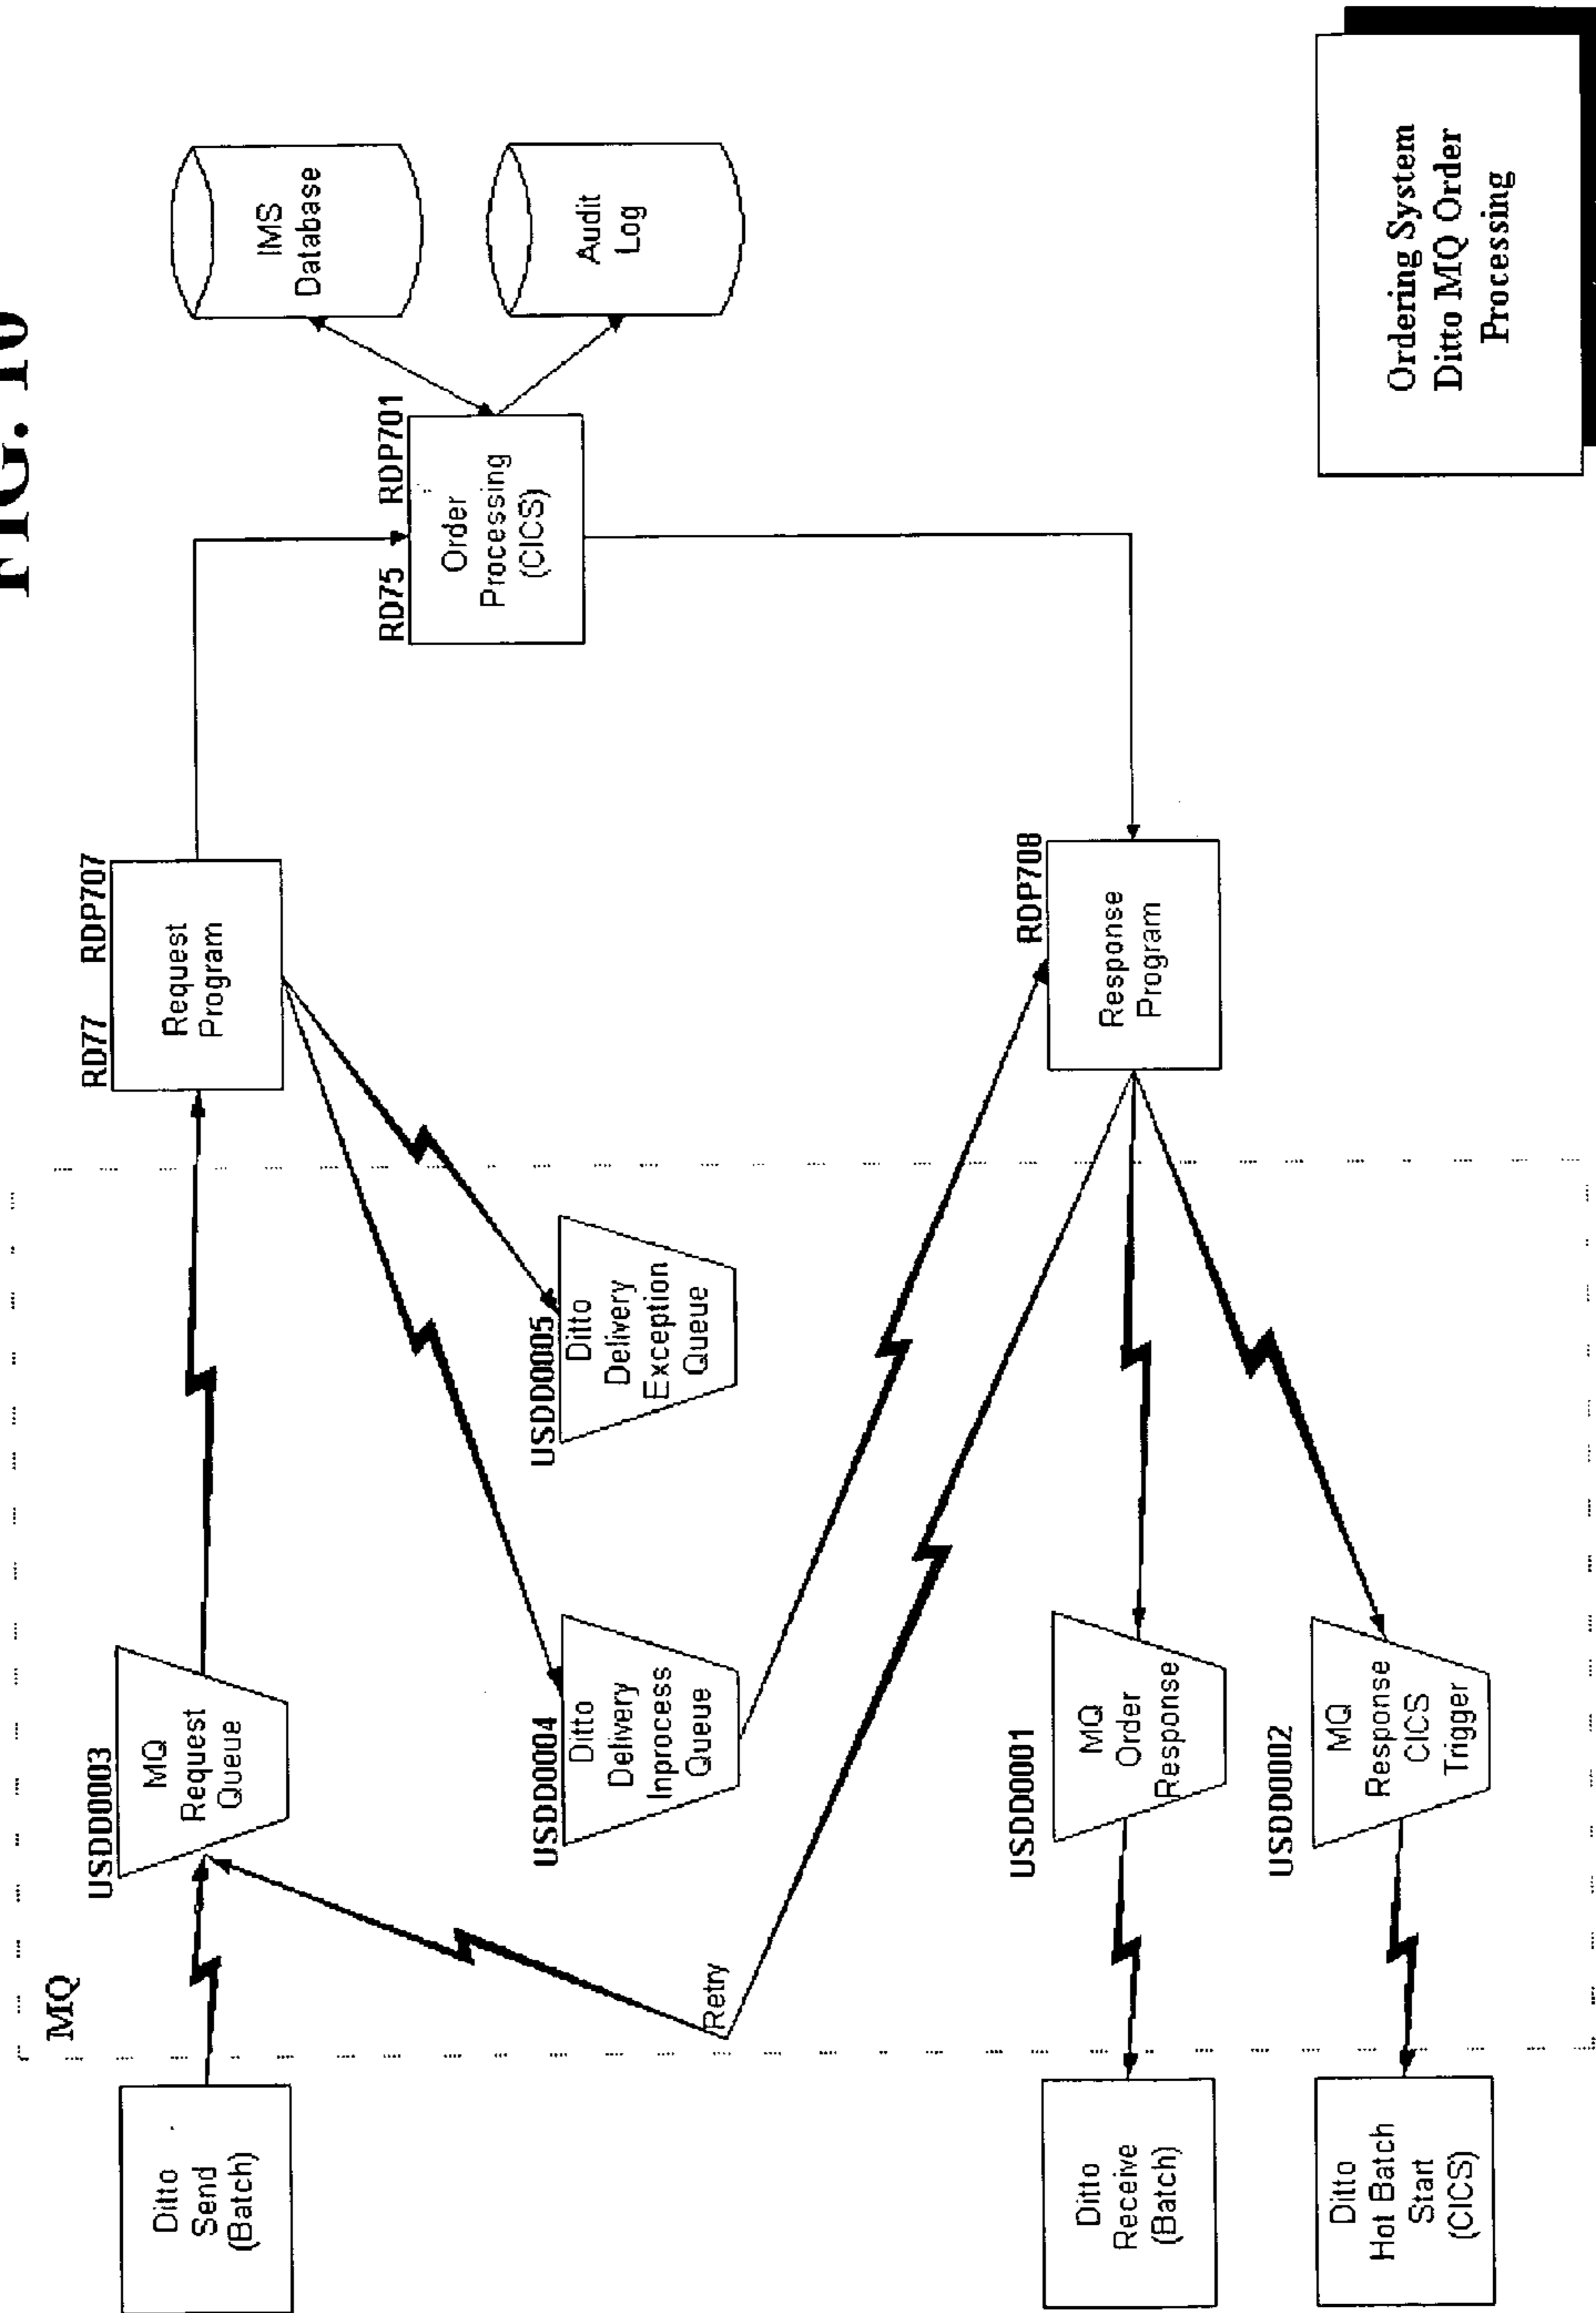 FIG. 10
MQ
Ditto
Send
(Batch)
USDD0003
MQ
Request
Queue
RD77 RDP707
Request
Program
RD75 RDP701
Order
Processing
(CICS)
IMS
Database
Audit
Log
USDD0004
Ditto
Delivery
Inprocess
Queue
USDD0005
Ditto
Delivery
Exception
Queue
Retry
RDP708
Response
Program
Ditto
Receive
(Batch)
USDD0001
MQ
Order
Response
Ditto
Hot Batch
Start
(CICS)
USDD0002
MQ
Response
CICS
Trigger
Ordering System
Ditto MQ Order
Processing